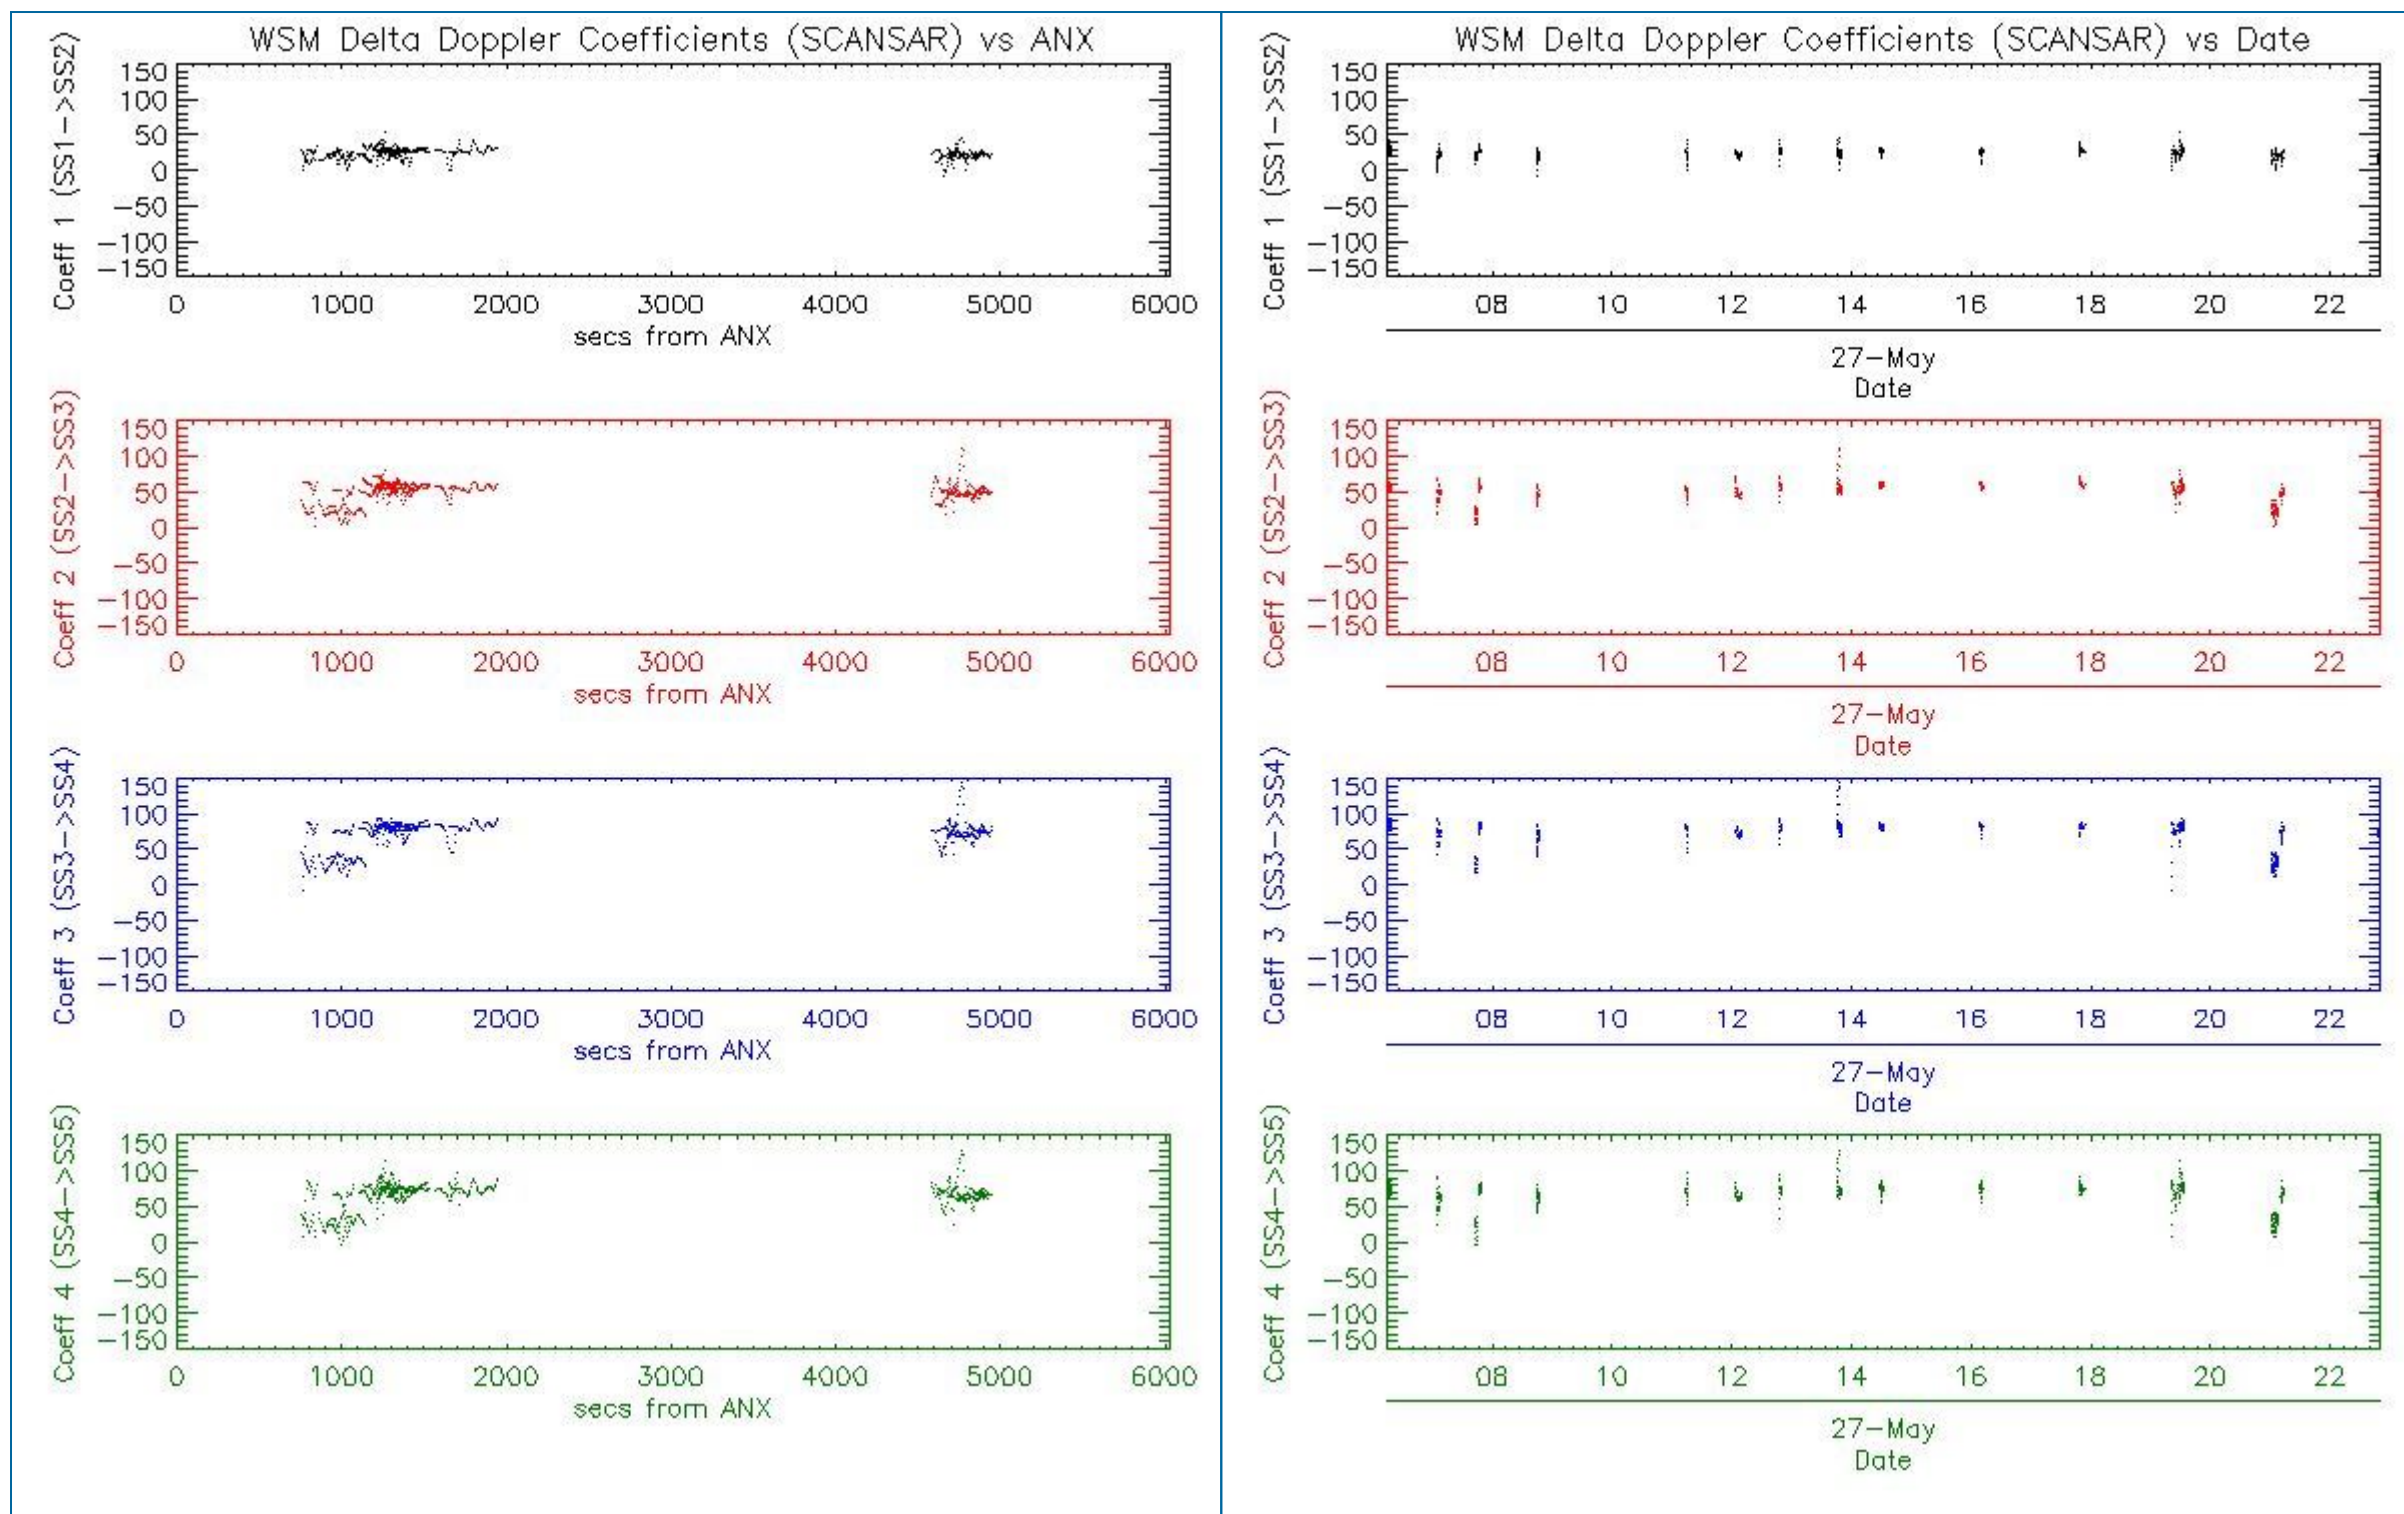 WSM Delta Doppler Coefficients (SCANSAR) vs ANX
Coeff 1 (SS1->SS2)
150
100
50
0
-50
-100
-150
0 1000 2000 3000 4000 5000 6000
secs from ANX
Coeff 2 (SS2->SS3)
150
100
50
0
-50
-100
-150
0 1000 2000 3000 4000 5000 6000
secs from ANX
Coeff 3 (SS3->SS4)
150
100
50
0
-50
-100
-150
0 1000 2000 3000 4000 5000 6000
secs from ANX
Coeff 4 (SS4->SS5)
150
100
50
0
-50
-100
-150
0 1000 2000 3000 4000 5000 6000
secs from ANX
WSM Delta Doppler Coefficients (SCANSAR) vs Date
Coeff 1 (SS1->SS2)
150
100
50
0
-50
-100
-150
08 10 12 14 16 18 20 22
27-May
Date
Coeff 2 (SS2->SS3)
150
100
50
0
-50
-100
-150
08 10 12 14 16 18 20 22
27-May
Date
Coeff 3 (SS3->SS4)
150
100
50
0
-50
-100
-150
08 10 12 14 16 18 20 22
27-May
Date
Coeff 4 (SS4->SS5)
150
100
50
0
-50
-100
-150
08 10 12 14 16 18 20 22
27-May
Date